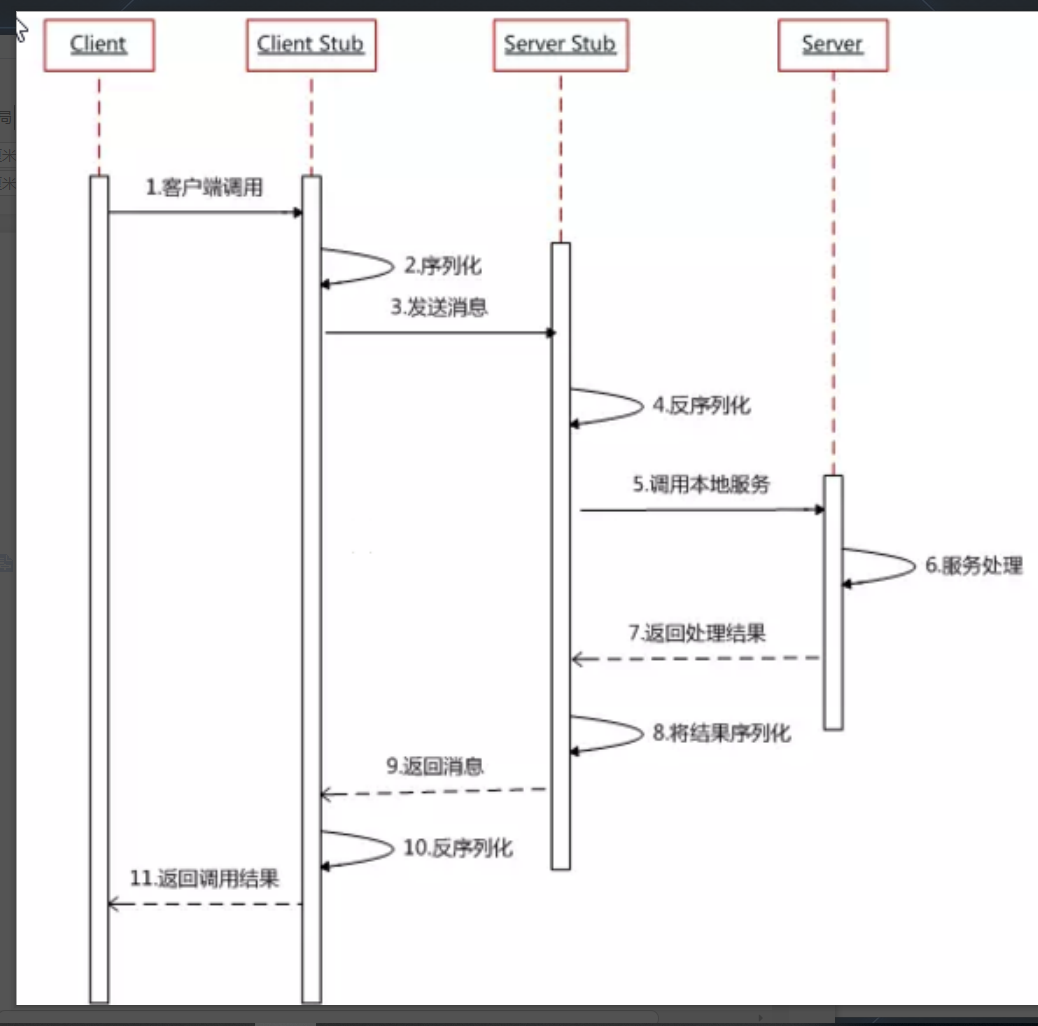 Client
Client Stub
Server Stub
Server
1.客户端调用
2.序列化
3.发送消息
4.反序列化
5.调用本地服务
6.服务处理
7.返回处理结果
8.将结果序列化
9.返回消息
10.反序列化
11.返回调用结果